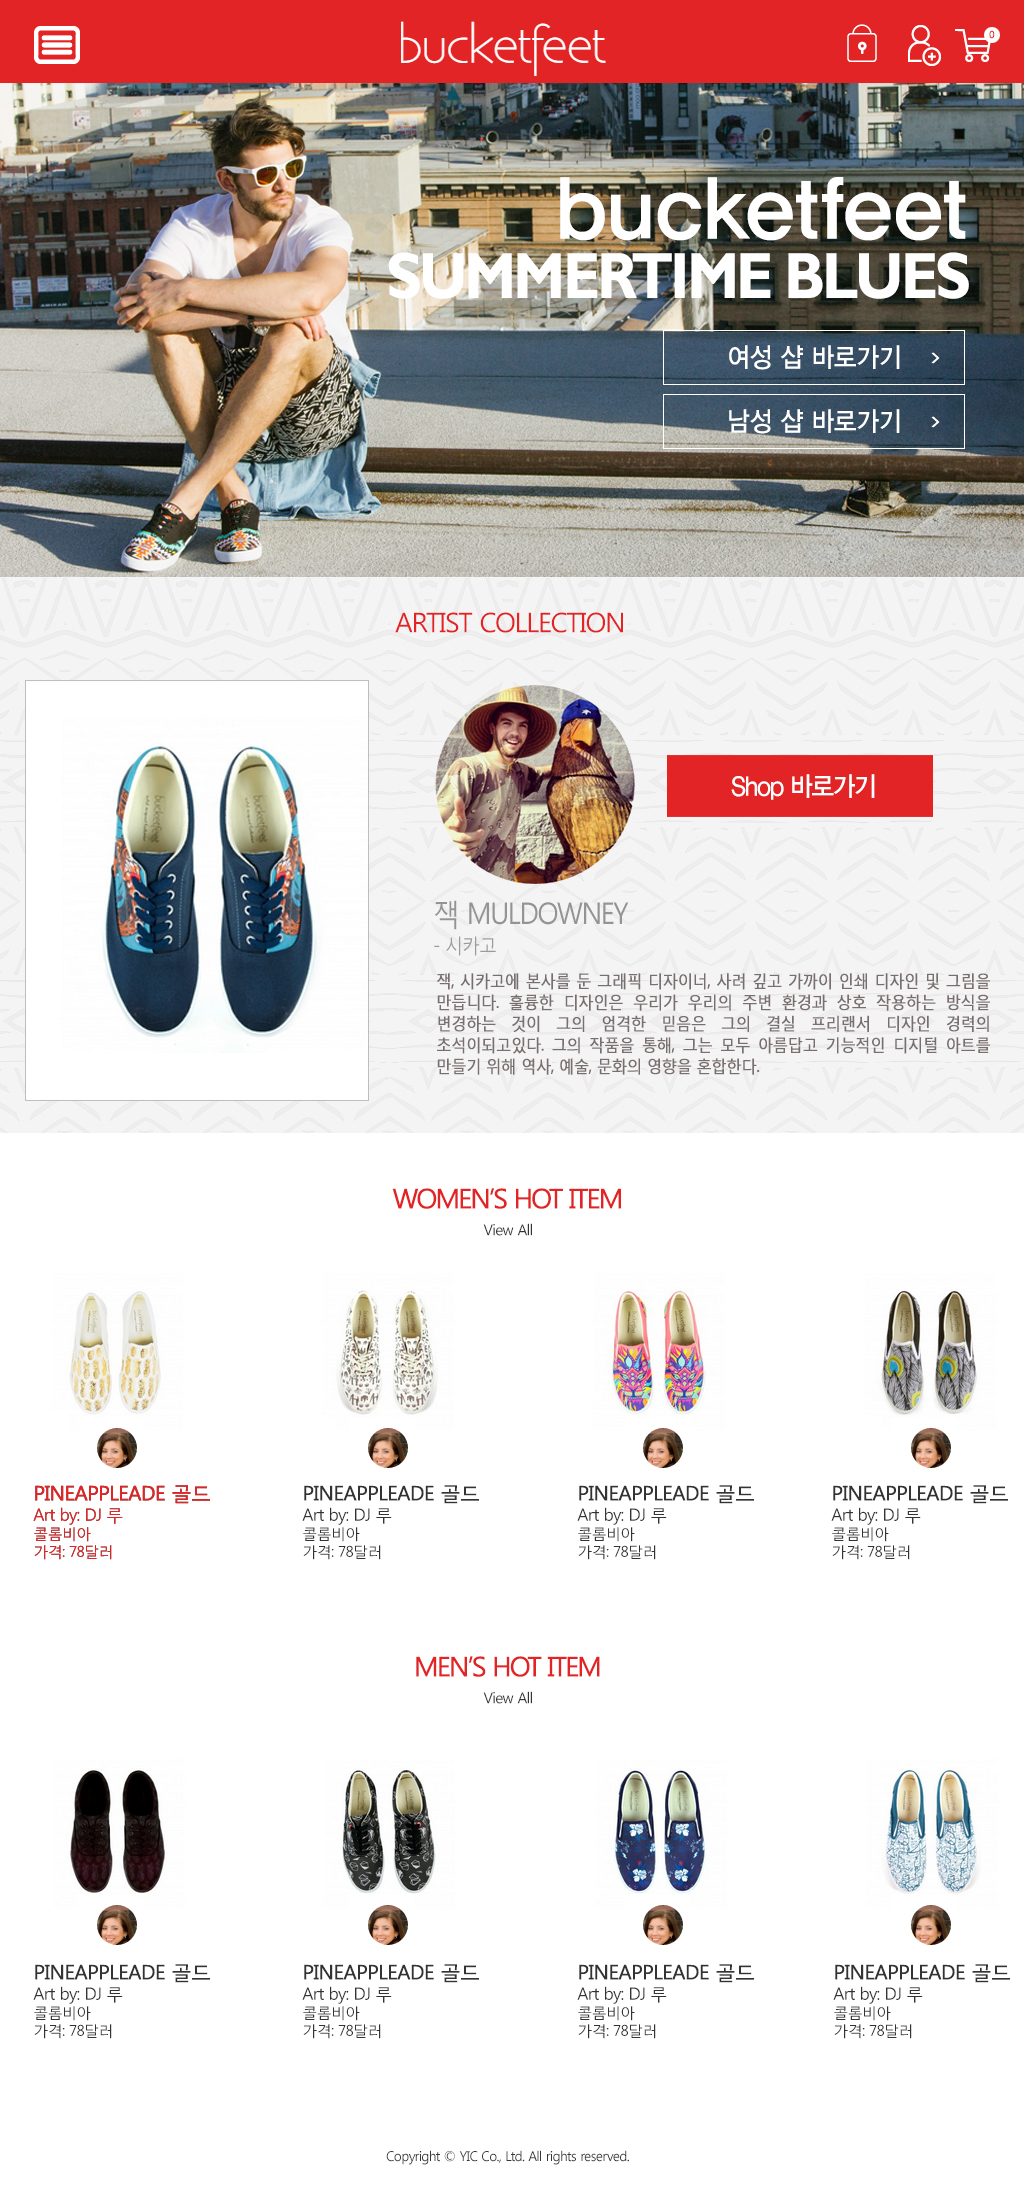 bucketfeet
0
bucketfeet
SUMMERTIME BLUES
여성 샵 바로가기 >
남성 샵 바로가기 >
ARTIST COLLECTION
bucketfeet
bucketfeet
Shop 바로가기
잭 MULDOWNEY
- 시카고
잭, 시카고에 본사를 둔 그래픽 디자이너, 사려 깊고 가까이 인쇄 디자인 및 그림을
만듭니다. 훌륭한 디자인은 우리가 우리의 주변 환경과 상호 작용하는 방식을
변경하는 것이 그의 엄격한 믿음은 그의 결실 프리랜서 디자인 경력의
초석이되고있다. 그의 작품을 통해, 그는 모두 아름답고 기능적인 디지털 아트를
만들기 위해 역사, 예술, 문화의 영향을 혼합한다.
WOMEN'S HOT ITEM
View All
PINEAPPLEADE 골드
Art by: DJ 루
콜롬비아
가격: 78달러
PINEAPPLEADE 골드
Art by: DJ 루
콜롬비아
가격: 78달러
PINEAPPLEADE 골드
Art by: DJ 루
콜롬비아
가격: 78달러
PINEAPPLEADE 골드
Art by: DJ 루
콜롬비아
가격: 78달러
MEN'S HOT ITEM
View All
PINEAPPLEADE 골드
Art by: DJ 루
콜롬비아
가격: 78달러
PINEAPPLEADE 골드
Art by: DJ 루
콜롬비아
가격: 78달러
PINEAPPLEADE 골드
Art by: DJ 루
콜롬비아
가격: 78달러
PINEAPPLEADE 골드
Art by: DJ 루
콜롬비아
가격: 78달러
Copyright © YIC Co., Ltd. All rights reserved.